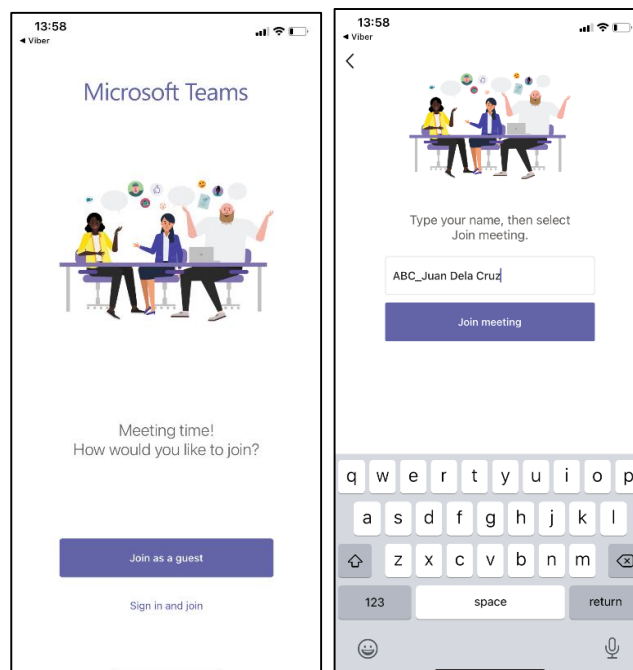 13:58
◀ Viber
Microsoft Teams
Meeting time!
How would you like to join?
Join as a guest
Sign in and join
13:58
◀ Viber
Type your name, then select
Join meeting.
ABC_Juan Dela Cruz
Join meeting
q w e r t y u i o p
a s d f g h j k l
z x c v b n m
123 space return